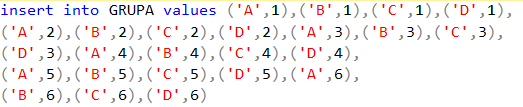 insert into GRUPA values ('A',1),('B',1),('C',1),('D',1),
('A',2),('B',2),('C',2),('D',2),('A',3),('B',3),('C',3),
('D',3),('A',4),('B',4),('C',4),('D',4),
('A',5),('B',5),('C',5),('D',5),('A',6),
('B',6),('C',6),('D',6)